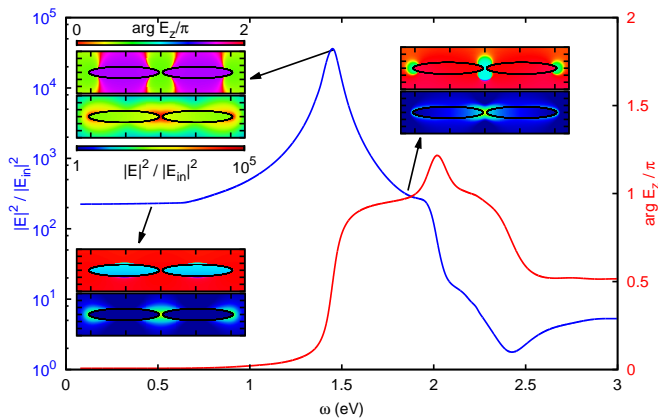 0 arg E_z/π 2
1 |E|^2 / |E_in|^2 10^5
|E|^2 / |E_in|^2
10^5
10^4
10^3
10^2
10^1
10^0
arg E_z / π
2
1.5
1
0.5
0
0 0.5 1 1.5 2 2.5 3
ω (eV)